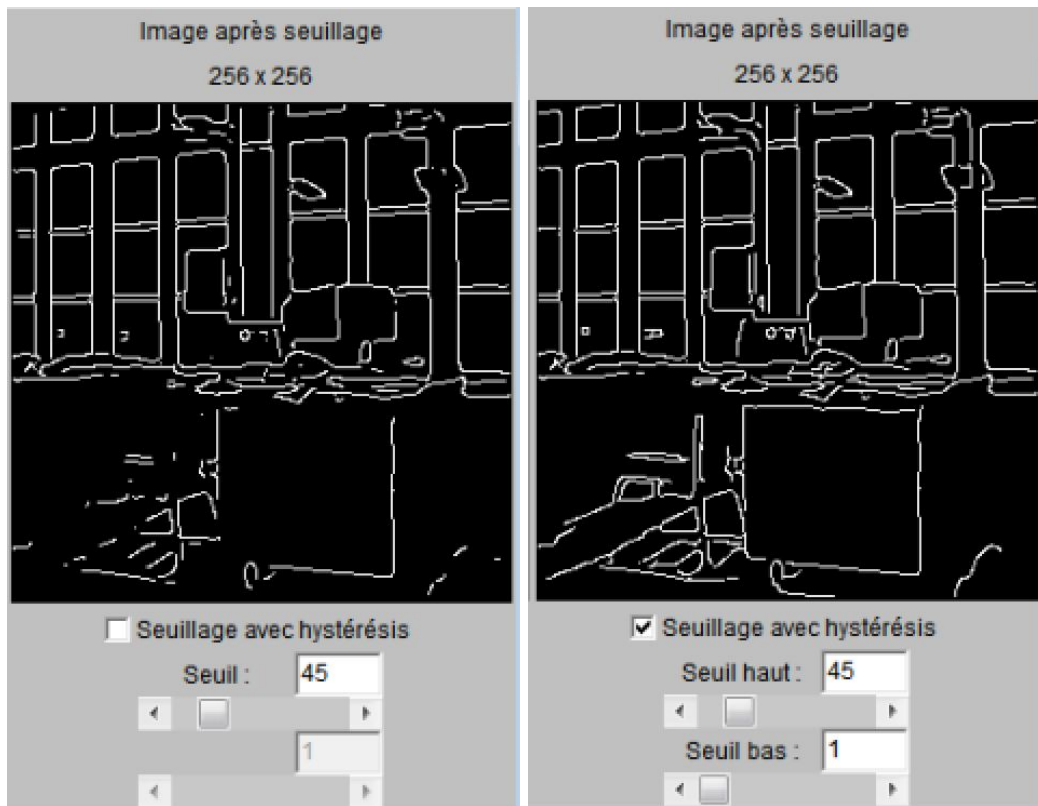 Image après seuillage
256 x 256
Seuillage avec hystérésis
Seuil :
45
1
Image après seuillage
256 x 256
Seuillage avec hystérésis
Seuil haut :
45
Seuil bas :
1